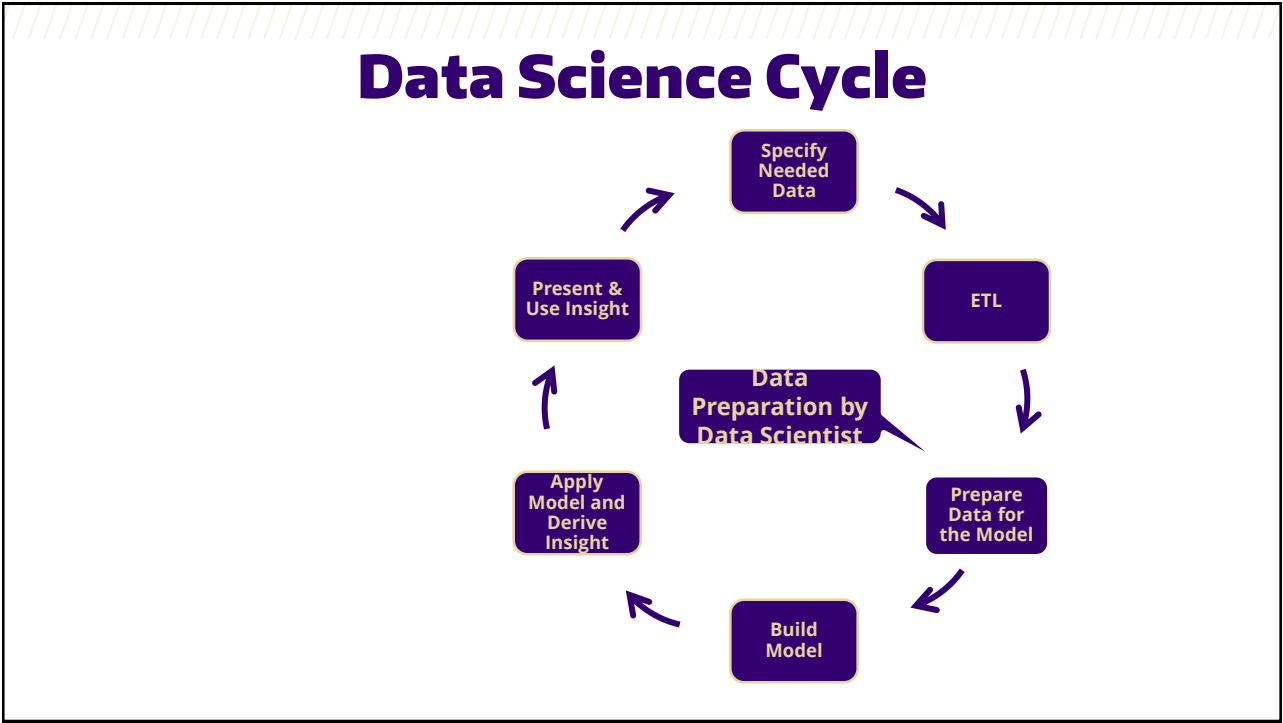 Data Science Cycle
Specify
Needed
Data
ETL
Prepare
Data for
the Model
Data
Preparation by
Data Scientist
Build
Model
Apply
Model and
Derive
Insight
Present &
Use Insight